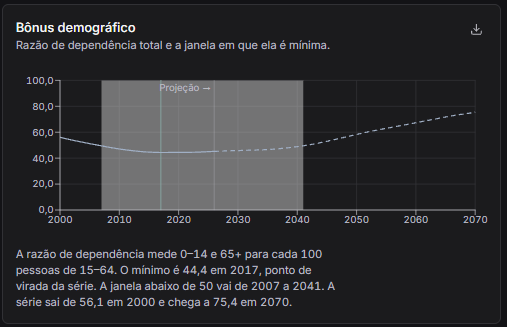 Bônus demográfico
Razão de dependência total e a janela em que ela é mínima.
Projeção →
100,0
80,0
60,0
40,0
20,0
0,0
2000
2010
2020
2030
2040
2050
2060
2070
A razão de dependência mede 0–14 e 65+ para cada 100
pessoas de 15–64. O mínimo é 44,4 em 2017, ponto de
virada da série. A janela abaixo de 50 vai de 2007 a 2041. A
série sai de 56,1 em 2000 e chega a 75,4 em 2070.